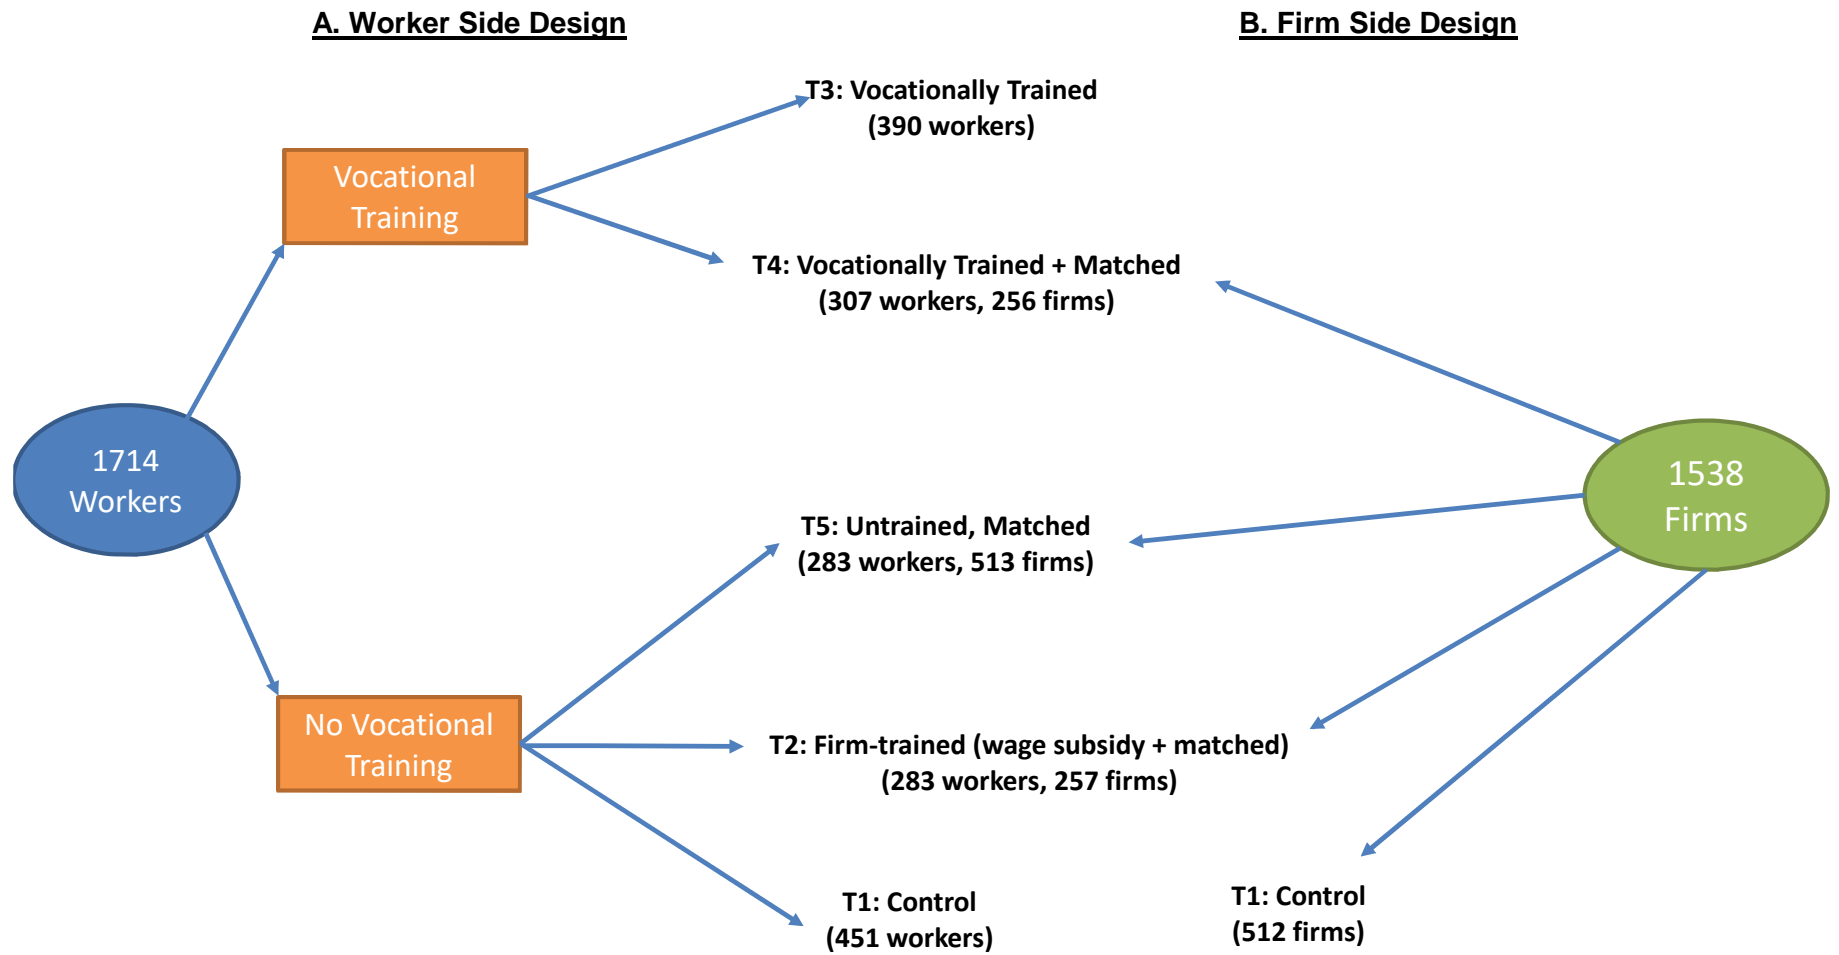 A. Worker Side Design
B. Firm Side Design
T3: Vocationally Trained
(390 workers)
Vocational
Training
T4: Vocationally Trained + Matched
(307 workers, 256 firms)
1714
Workers
1538
Firms
T5: Untrained, Matched
(283 workers, 513 firms)
No Vocational
Training
T2: Firm-trained (wage subsidy + matched)
(283 workers, 257 firms)
T1: Control
(451 workers)
T1: Control
(512 firms)